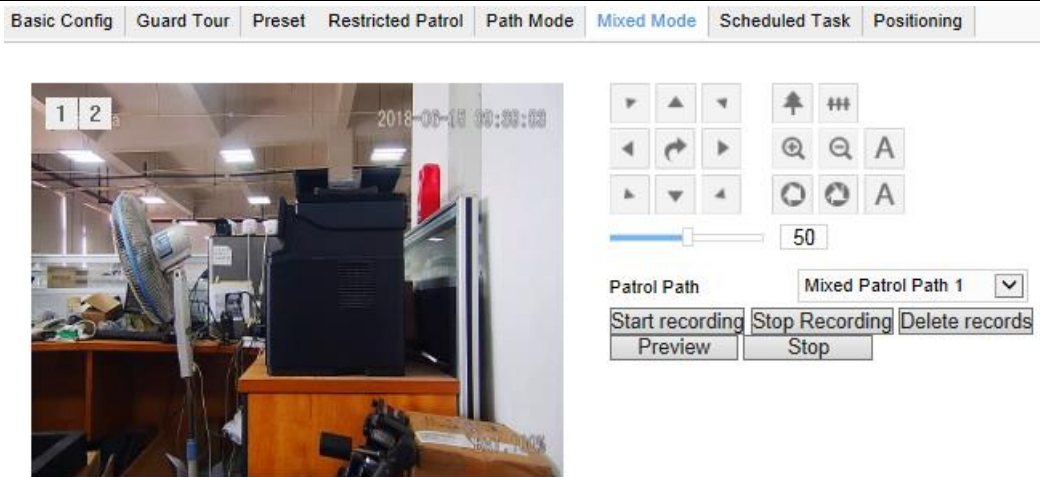 Basic Config Guard Tour Preset Restricted Patrol Path Mode Mixed Mode Scheduled Task Positioning
1 2
A
A
50
Patrol Path Mixed Patrol Path 1
Start recording Stop Recording Delete records
Preview Stop